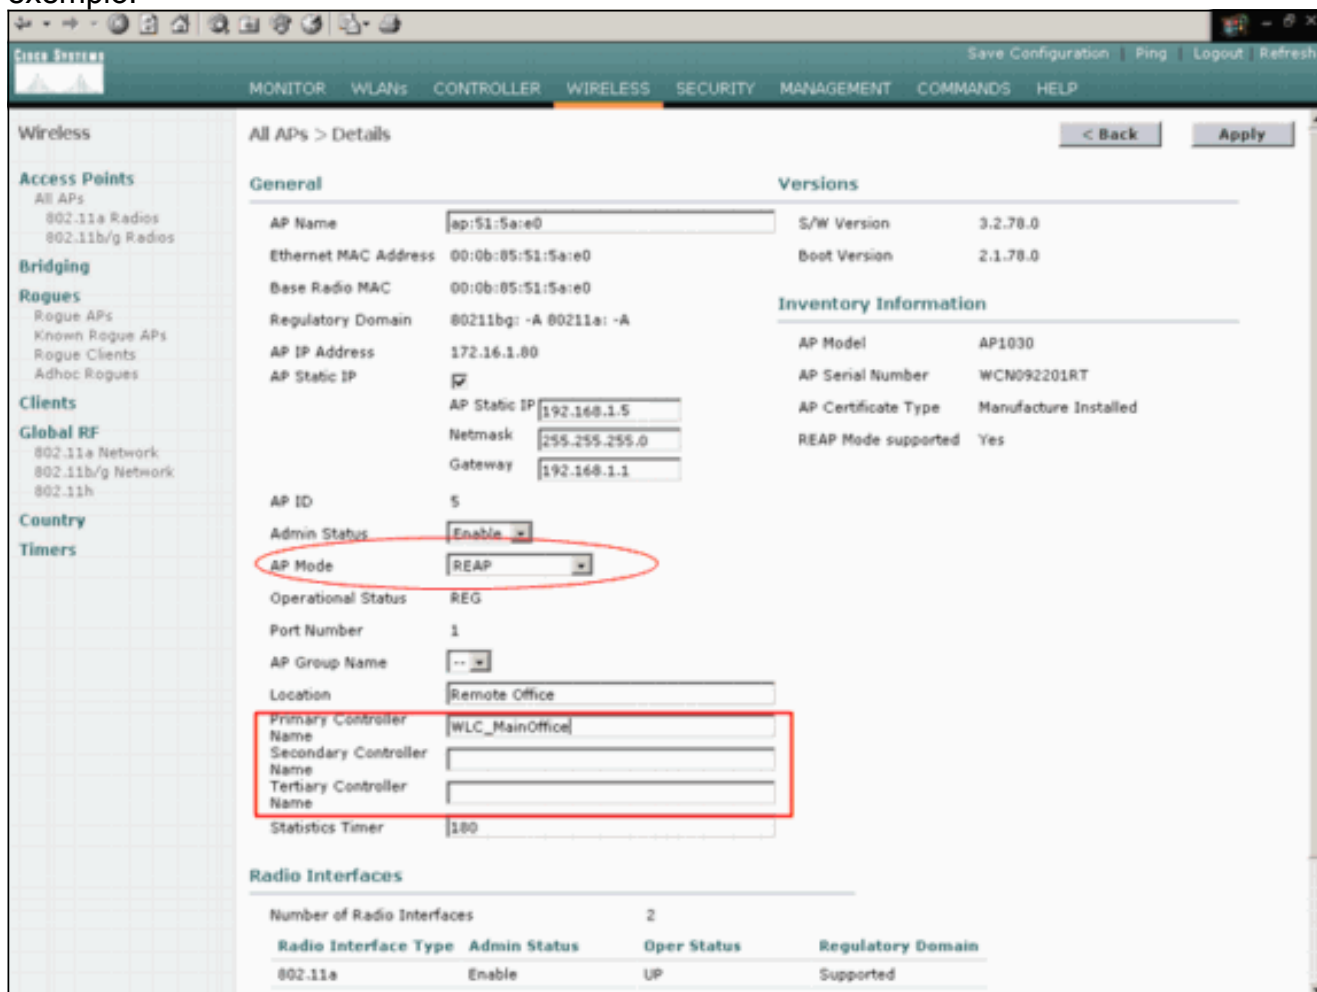 exemple.
CISCO SYSTEMS
Save Configuration | Ping | Logout | Refresh
MONITOR WLANs CONTROLLER WIRELESS SECURITY MANAGEMENT COMMANDS HELP
Wireless
Access Points
All APs
802.11a Radios
802.11b/g Radios
Bridging
Rogues
Rogue APs
Known Rogue APs
Rogue Clients
Adhoc Rogues
Clients
Global RF
802.11a Network
802.11b/g Network
802.11h
Country
Timers
All APs > Details
< Back Apply
General
AP Name ap:51:5a:e0
Ethernet MAC Address 00:0b:85:51:5a:e0
Base Radio MAC 00:0b:85:51:5a:e0
Regulatory Domain 80211bg: -A 80211a: -A
AP IP Address 172.16.1.80
AP Static IP
AP Static IP 192.168.1.5
Netmask 255.255.255.0
Gateway 192.168.1.1
AP ID 5
Admin Status Enable
AP Mode REAP
Operational Status REG
Port Number 1
AP Group Name --
Location Remote Office
Primary Controller Name WLC_MainOffice
Secondary Controller Name
Tertiary Controller Name
Statistics Timer 180
Versions
S/W Version 3.2.78.0
Boot Version 2.1.78.0
Inventory Information
AP Model AP1030
AP Serial Number WCN092201RT
AP Certificate Type Manufacture Installed
REAP Mode supported Yes
Radio Interfaces
Number of Radio Interfaces 2
Radio Interface Type Admin Status Oper Status Regulatory Domain
802.11a Enable UP Supported